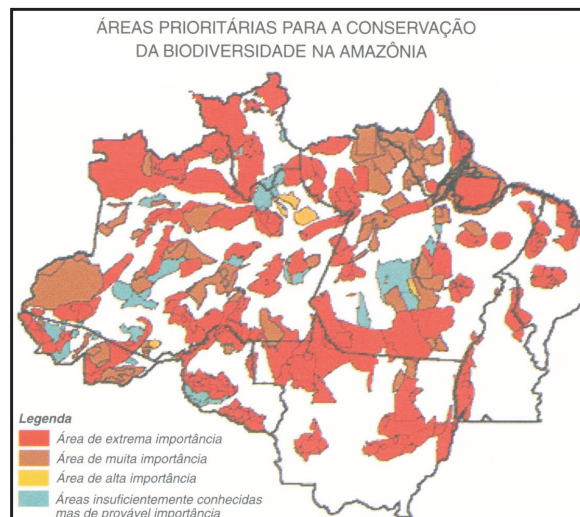 ÁREAS PRIORITÁRIAS PARA A CONSERVAÇÃO
DA BIODIVERSIDADE NA AMAZÔNIA
Legenda
Área de extrema importância
Área de muita importância
Área de alta importância
Áreas insuficientemente conhecidas
mas de provável importância